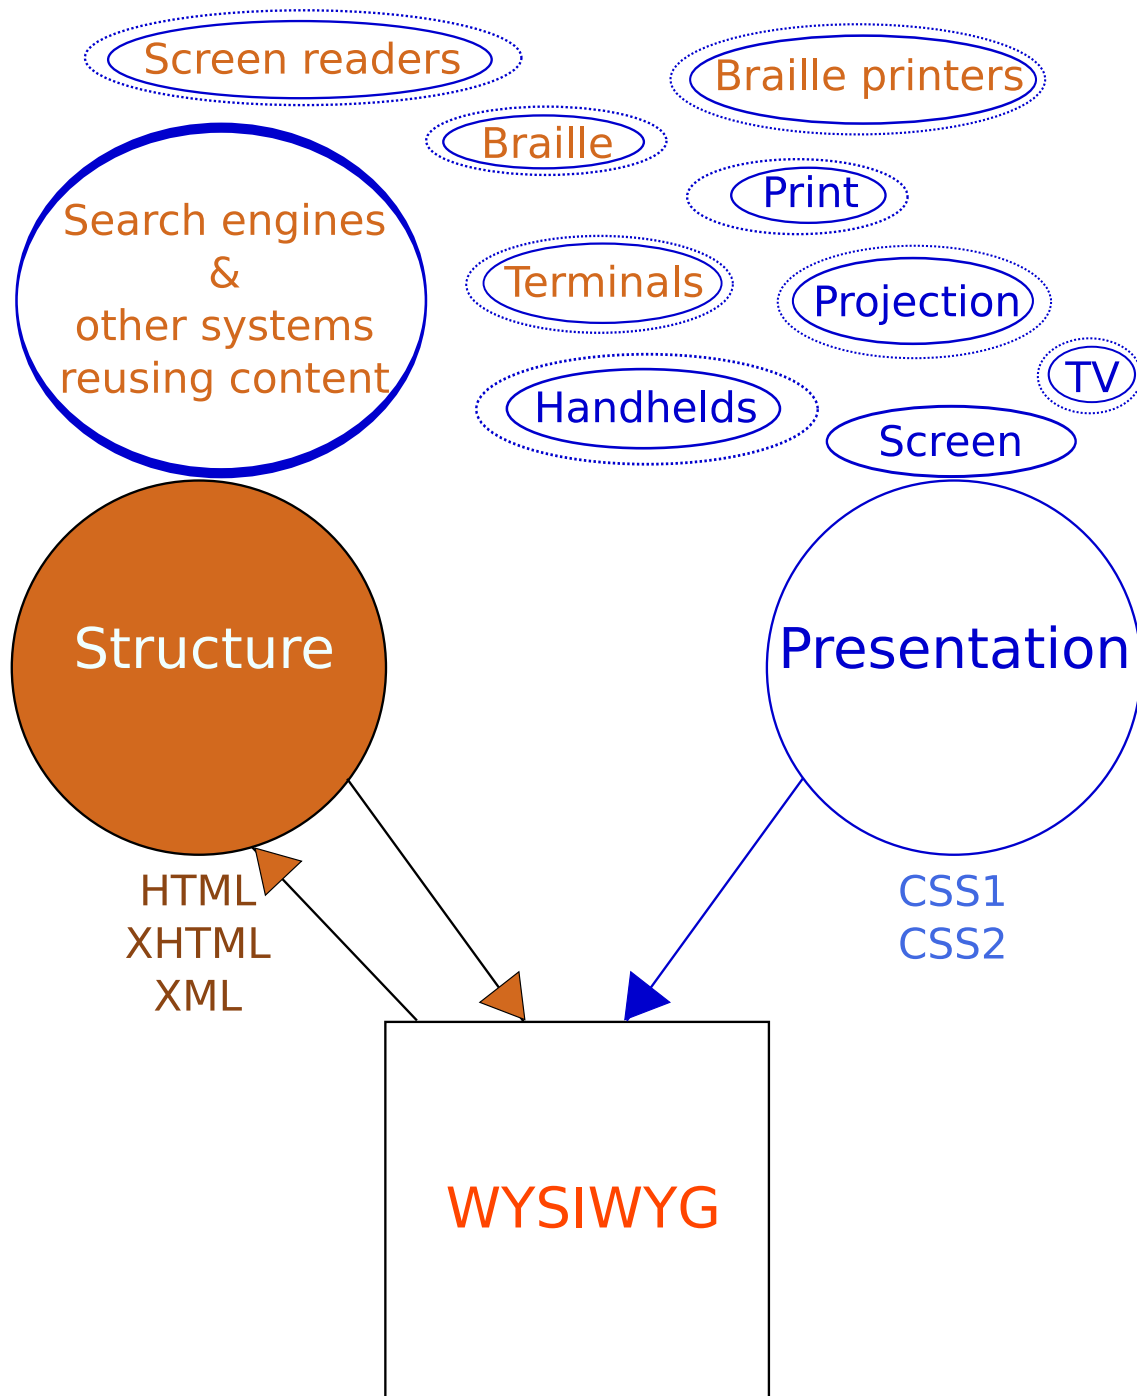 Screen readers
Braille printers
Braille
Print
Search engines
&
other systems
reusing content
Terminals
Projection
TV
Handhelds
Screen
Structure
Presentation
HTML
XHTML
XML
CSS1
CSS2
WYSIWYG